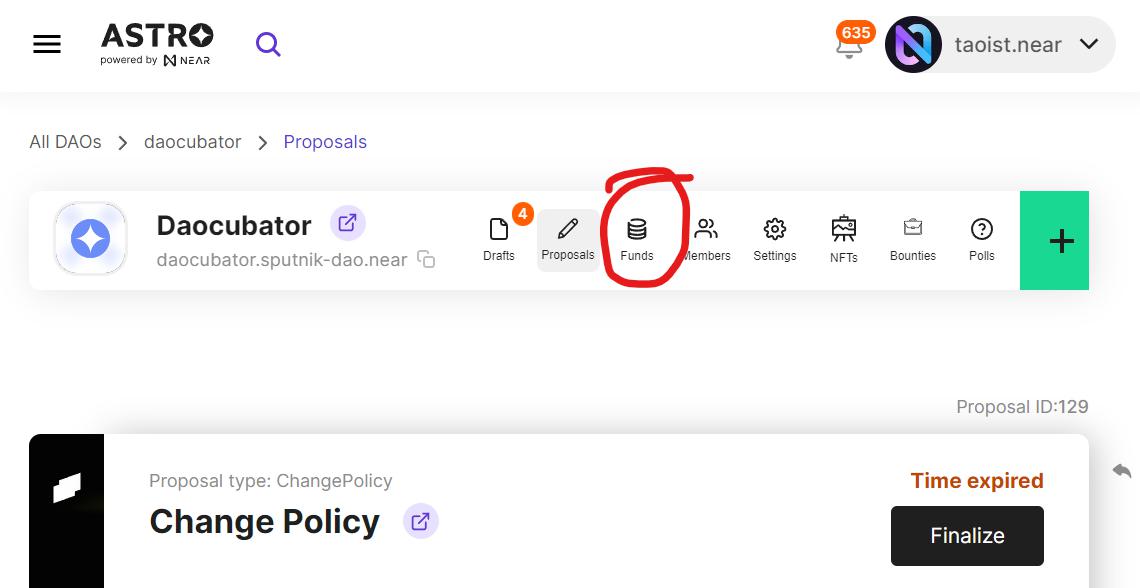 ASTRO
powered by NEAR
635
taoist.near
All DAOs > daocubator > Proposals
Daocubator
daocubator.sputnik-dao.near
4
Drafts
Proposals
Funds
Members
Settings
NFTs
Bounties
Polls
+
Proposal ID:129
Proposal type: ChangePolicy
Change Policy
Time expired
Finalize